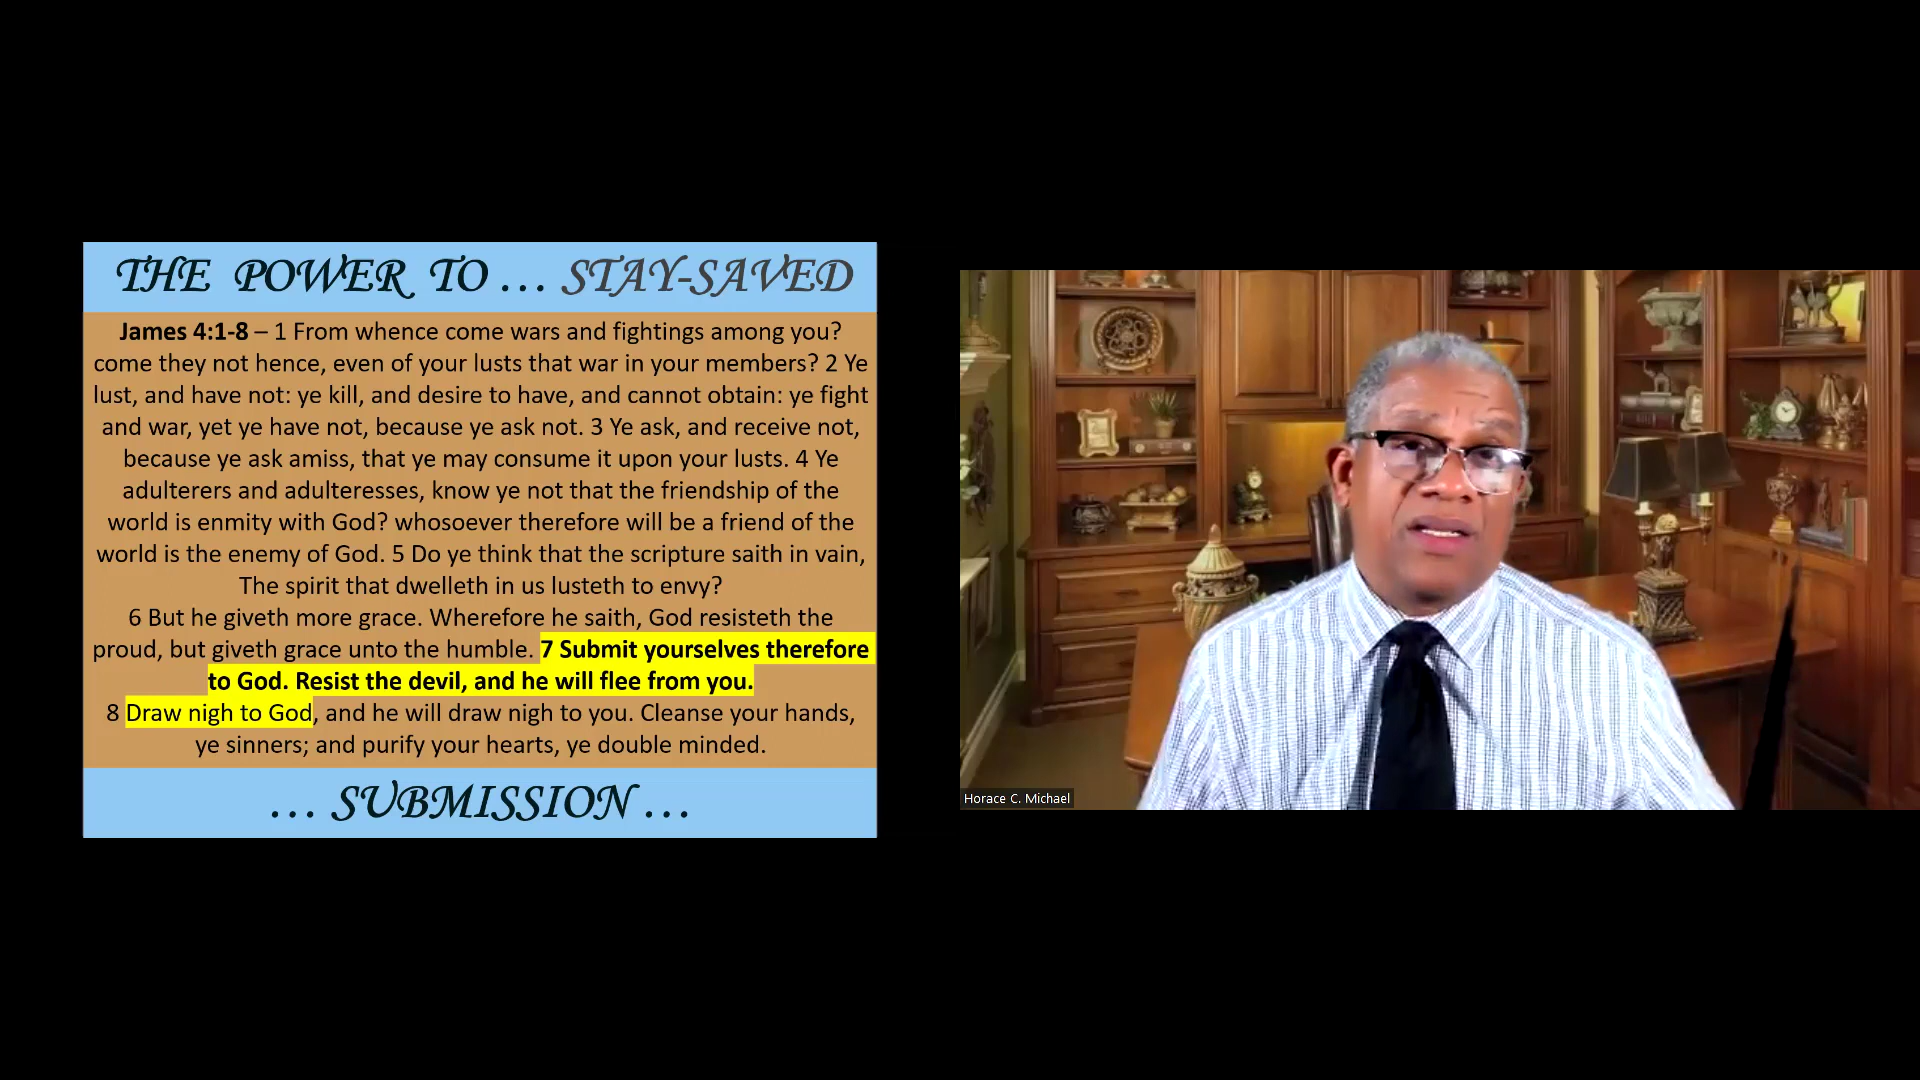 THE POWER TO ... STAY-SAVED
James 4:1-8 – 1 From whence come wars and fightings among you?
come they not hence, even of your lusts that war in your members? 2 Ye
lust, and have not: ye kill, and desire to have, and cannot obtain: ye fight
and war, yet ye have not, because ye ask not. 3 Ye ask, and receive not,
because ye ask amiss, that ye may consume it upon your lusts. 4 Ye
adulterers and adulteresses, know ye not that the friendship of the
world is enmity with God? whosoever therefore will be a friend of the
world is the enemy of God. 5 Do ye think that the scripture saith in vain,
The spirit that dwelleth in us lusteth to envy?
6 But he giveth more grace. Wherefore he saith, God resisteth the
proud, but giveth grace unto the humble. 7 Submit yourselves therefore
to God. Resist the devil, and he will flee from you.
8 Draw nigh to God, and he will draw nigh to you. Cleanse your hands,
ye sinners; and purify your hearts, ye double minded.
... SUBMISSION ...
Horace C. Michael